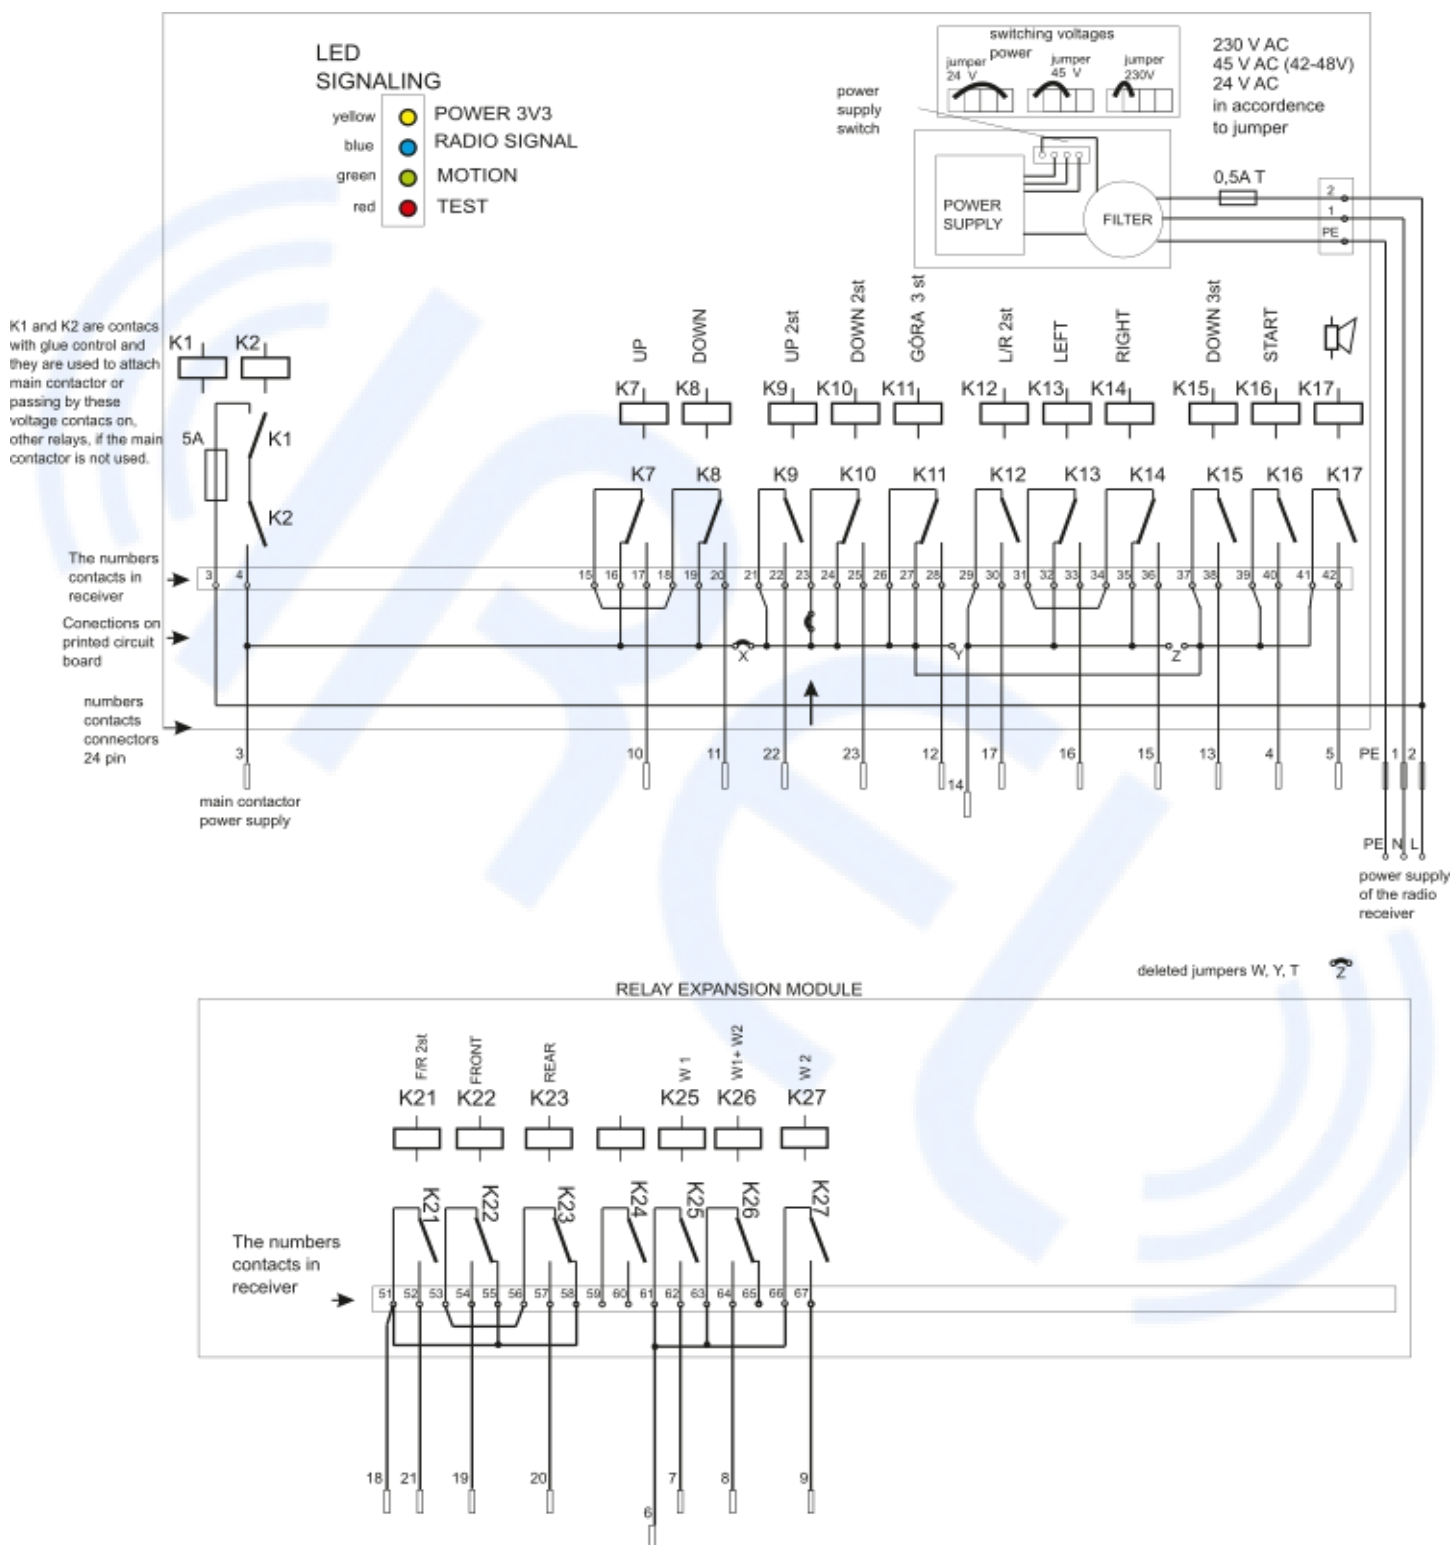 LED
SIGNALING
yellow POWER 3V3
blue RADIO SIGNAL
green MOTION
red TEST
switching voltages
power
jumper
24 V
jumper
45 V
jumper
230V
230 V AC
45 V AC (42-48V)
24 V AC
in accordence
to jumper
power
supply
switch
POWER
SUPPLY
FILTER
0,5A T
2
1
PE
K1 and K2 are contacs
with glue control and
they are used to attach
main contactor or
passing by these
voltage contacs on,
other relays, if the main
contactor is not used.
K1 K2
5A
K1
K2
UP DOWN UP 2st DOWN 2st GÓRA 3 st L/R 2st LEFT RIGHT DOWN 3st START
K7 K8 K9 K10 K11 K12 K13 K14 K15 K16 K17
K7 K8 K9 K10 K11 K12 K13 K14 K15 K16 K17
The numbers
contacts in
receiver
3 4 15 16 17 18 19 20 21 22 23 24 25 26 27 28 29 30 31 32 33 34 35 36 37 38 39 40 41 42
Conections on
printed circuit
board
X Y Z
numbers
contacts
connectors
24 pin
3 10 11 22 23 12 14 17 16 15 13 4 5 PE 1 2
main contactor
power supply
PE N L
power supply
of the radio
receiver
deleted jumpers W, Y, T Z
RELAY EXPANSION MODULE
F/R 2st FRONT REAR W 1 W1+ W2 W 2
K21 K22 K23 K25 K26 K27
K21 K22 K23 K24 K25 K26 K27
The numbers
contacts in
receiver
51 52 53 54 55 56 57 58 59 60 61 62 63 64 65 66 67
18 21 19 20 6 7 8 9
IREL